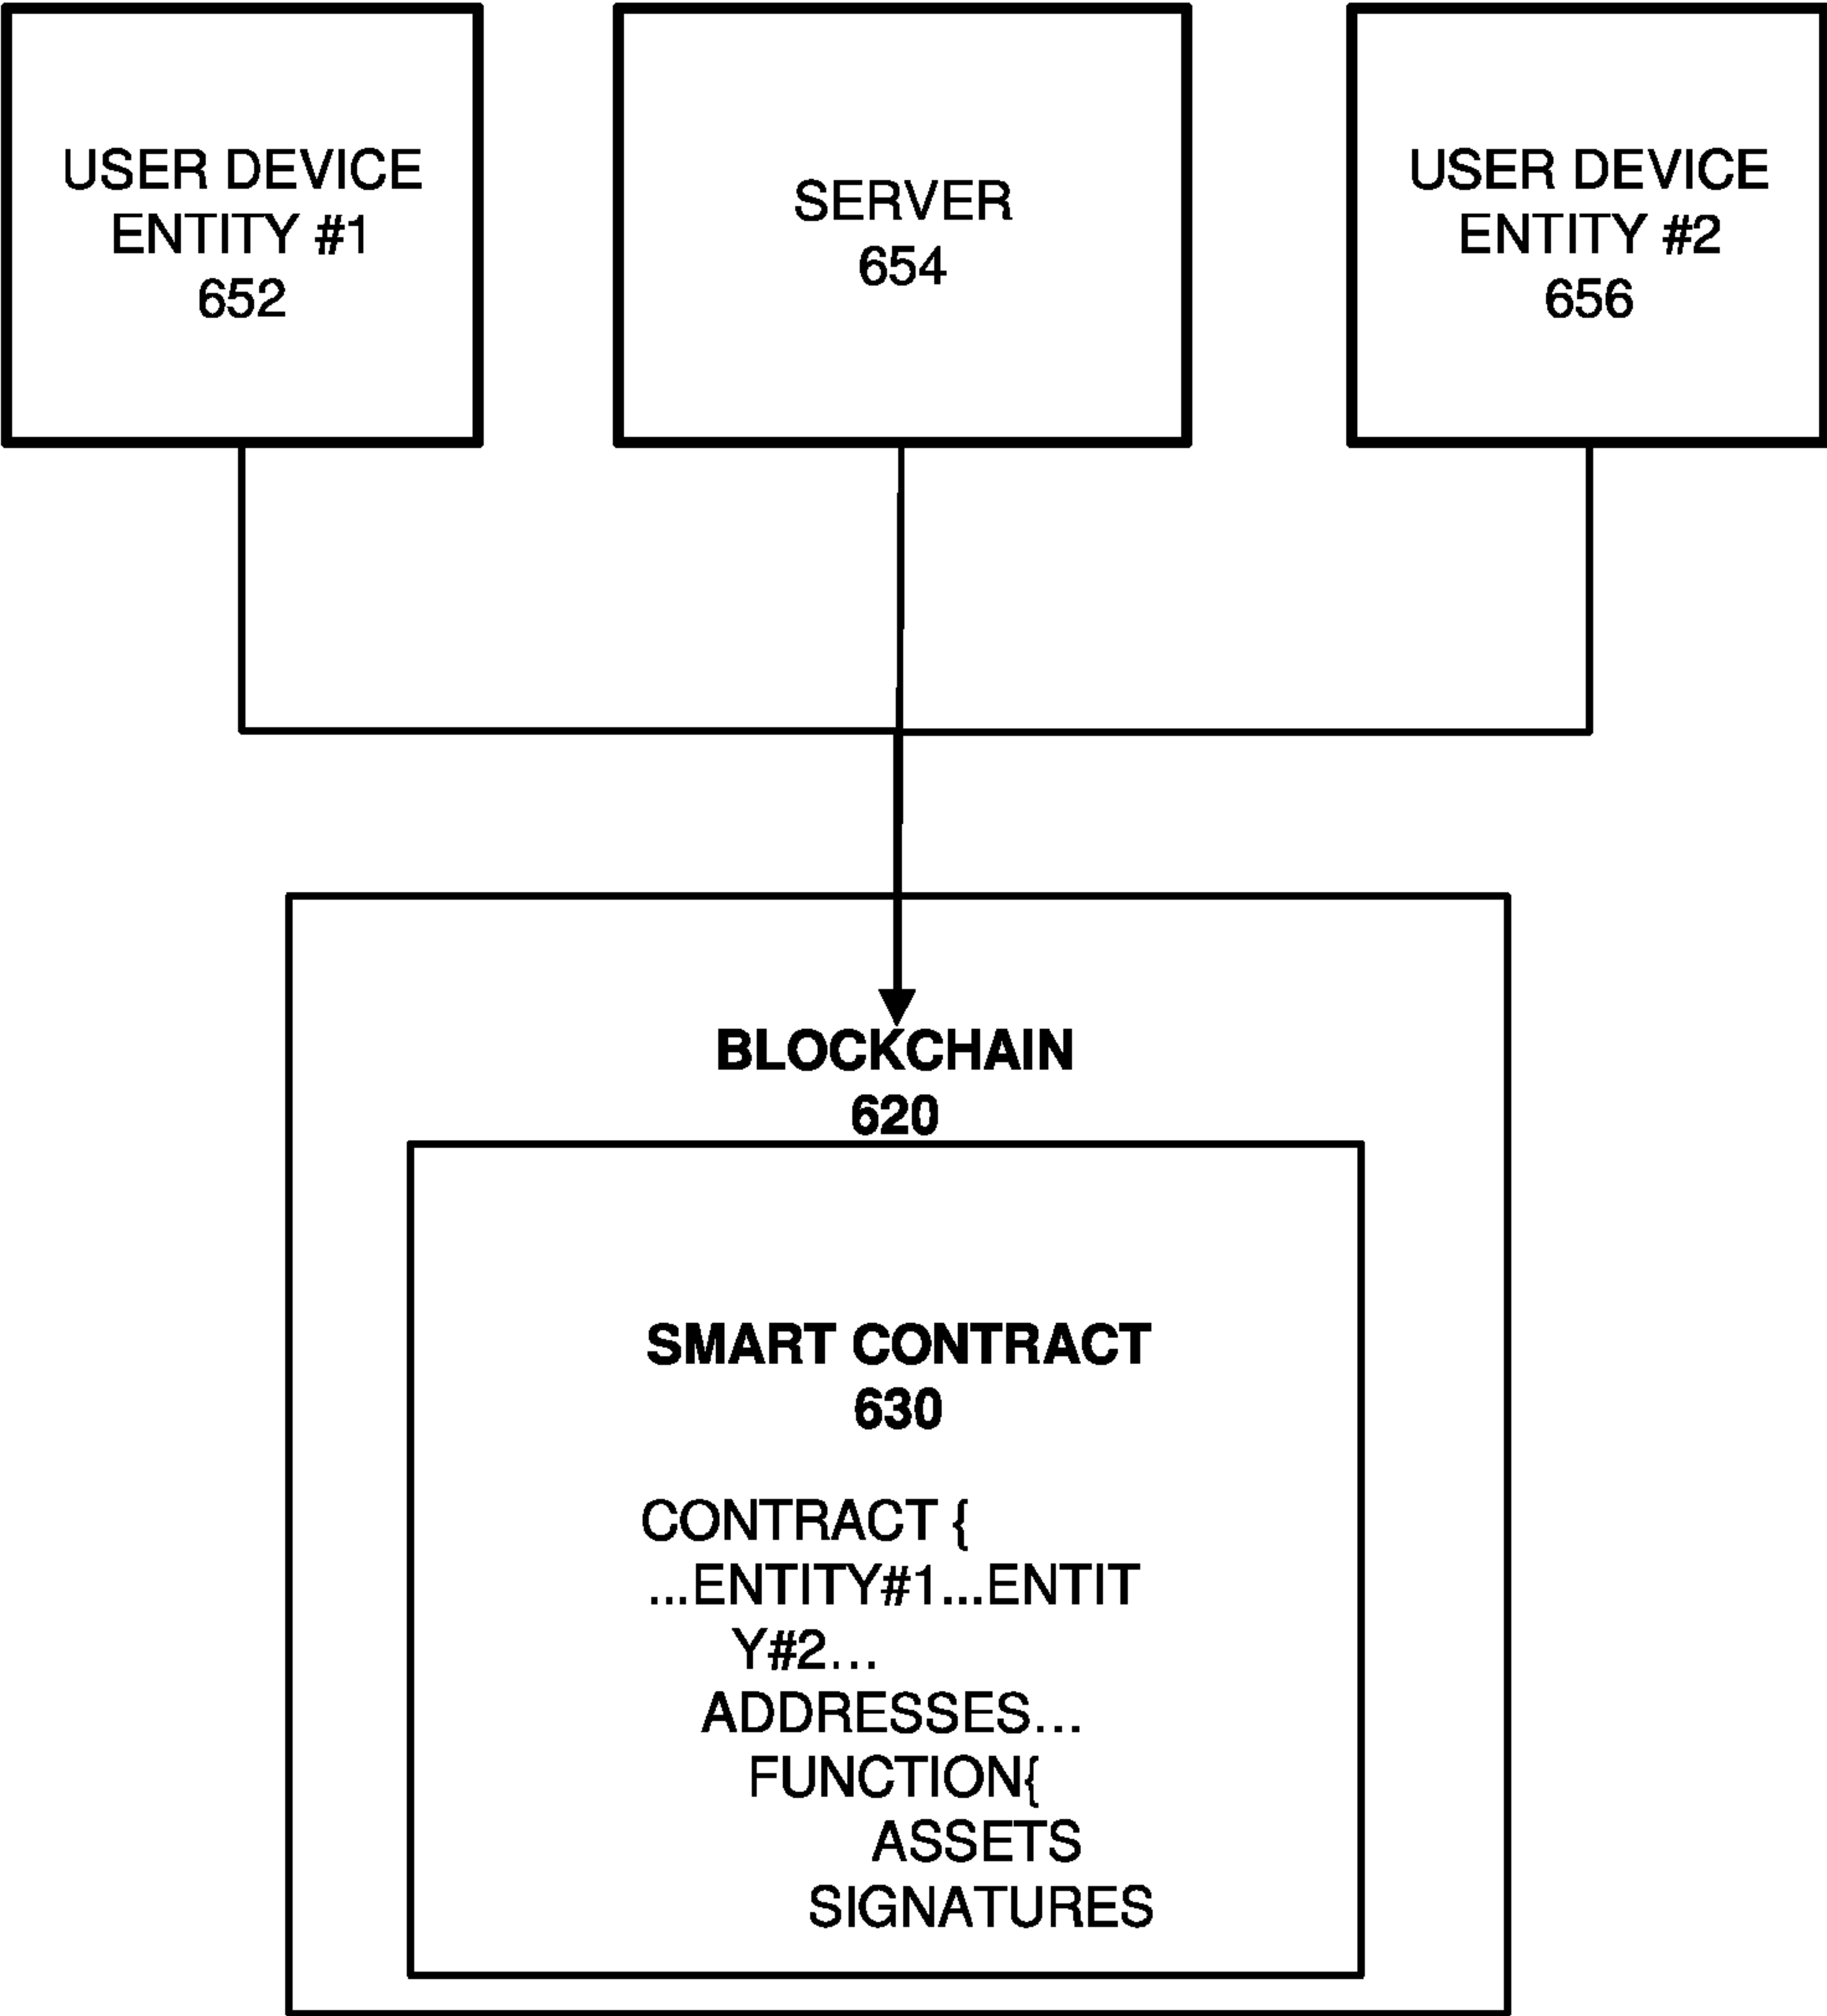 USER DEVICE
ENTITY #1
652
SERVER
654
USER DEVICE
ENTITY #2
656
BLOCKCHAIN
620
SMART CONTRACT
630
CONTRACT {
...ENTITY#1...ENTIT
Y#2...
ADDRESSES...
FUNCTION{
ASSETS
SIGNATURES